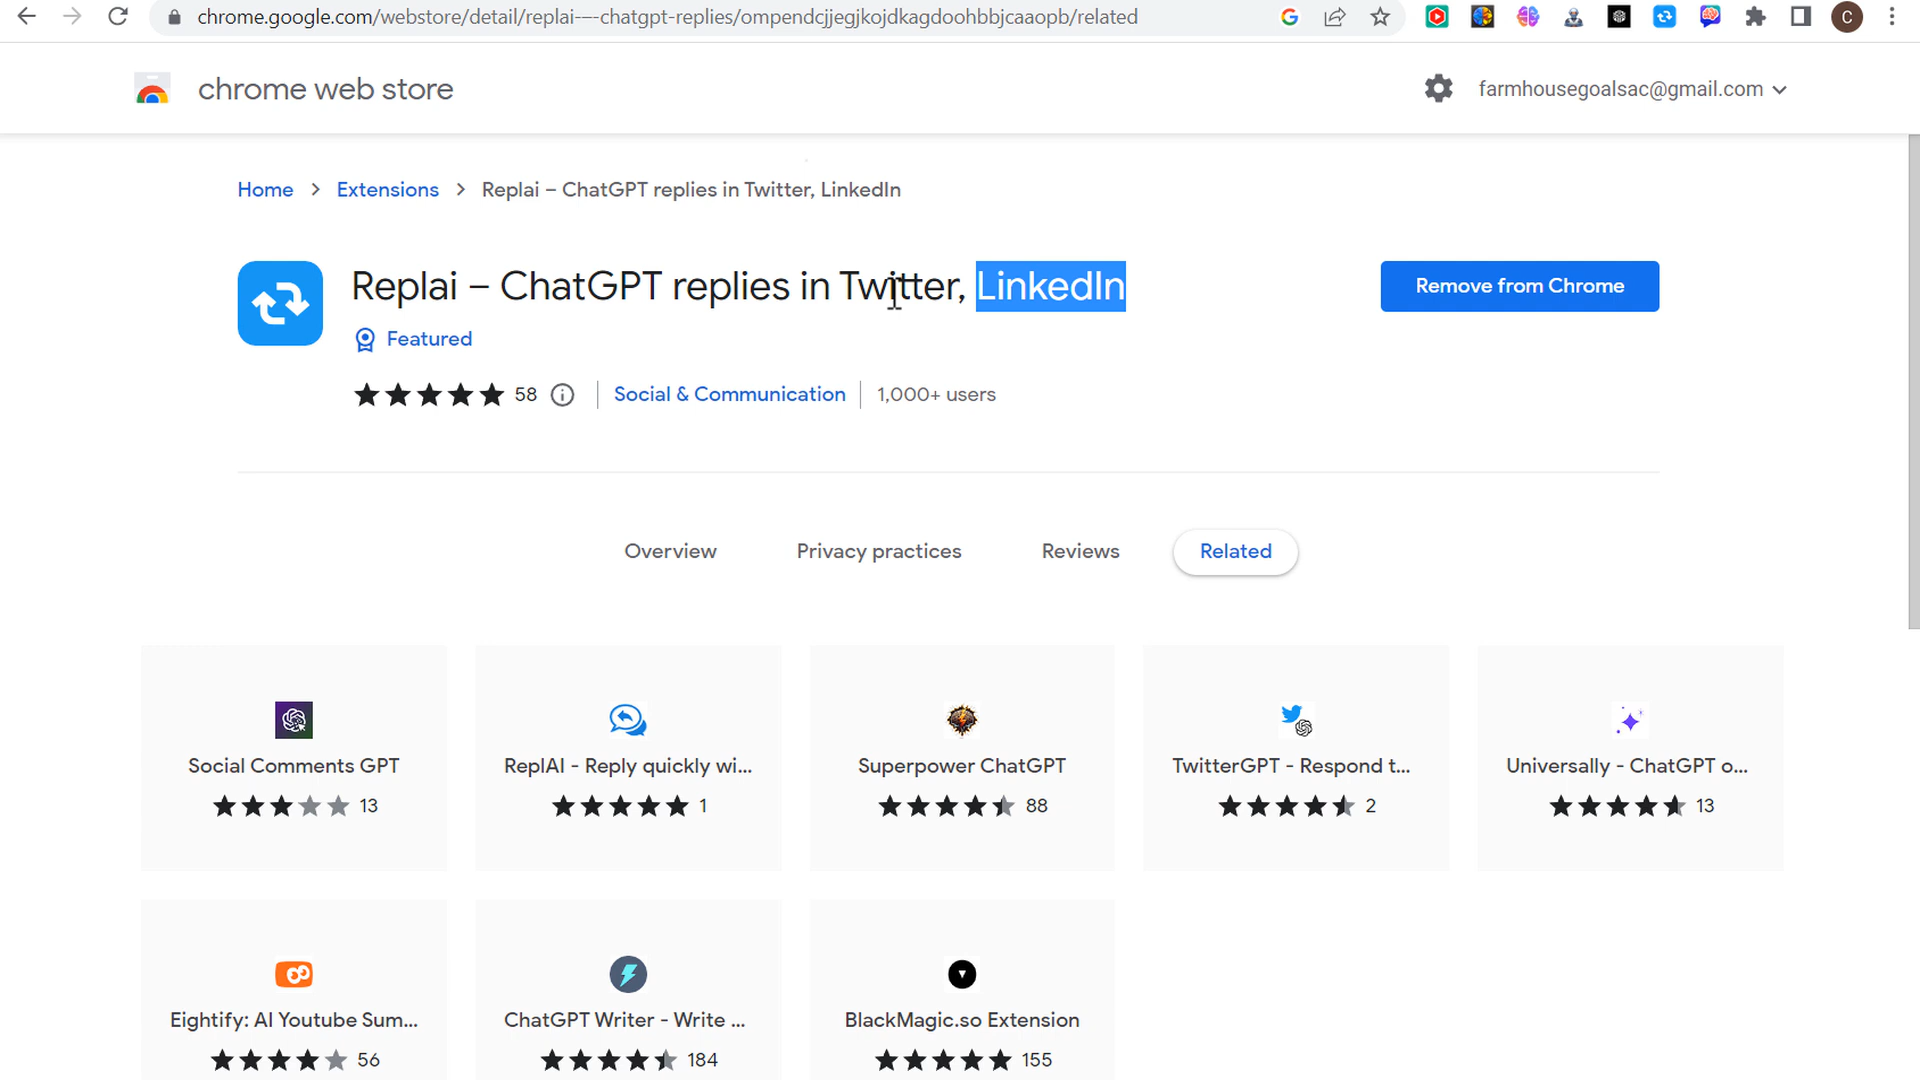 chrome.google.com/webstore/detail/replai-–-chatgpt-replies/ompendcjjegjkojdkagdoohbbjcaaopb/related
C
chrome web store
farmhousegoalsac@gmail.com
Home > Extensions > Replai – ChatGPT replies in Twitter, LinkedIn
Replai – ChatGPT replies in Twitter, LinkedIn
Remove from Chrome
Featured
58
Social & Communication
1,000+ users
Overview
Privacy practices
Reviews
Related
Social Comments GPT
ReplAI - Reply quickly wi...
Superpower ChatGPT
TwitterGPT - Respond t...
Universally - ChatGPT o...
13
1
88
2
13
Eightify: AI Youtube Sum...
ChatGPT Writer - Write ...
BlackMagic.so Extension
56
184
155